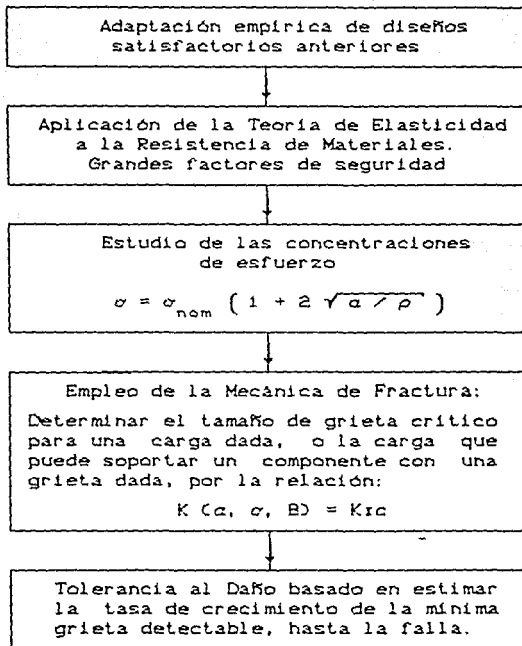 Adaptación empírica de diseños
satisfactorios anteriores
Aplicación de la Teoría de Elasticidad
a la Resistencia de Materiales.
Grandes factores de seguridad
Estudio de las concentraciones
de esfuerzo
σ = σnom ( 1 + 2 √a / ρ )
Empleo de la Mecánica de Fractura:
Determinar el tamaño de grieta crítico
para una carga dada, o la carga que
puede soportar un componente con una
grieta dada, por la relación:
K (a, σ, B) = KIC
Tolerancia al Daño basado en estimar
la tasa de crecimiento de la mínima
grieta detectable, hasta la falla.